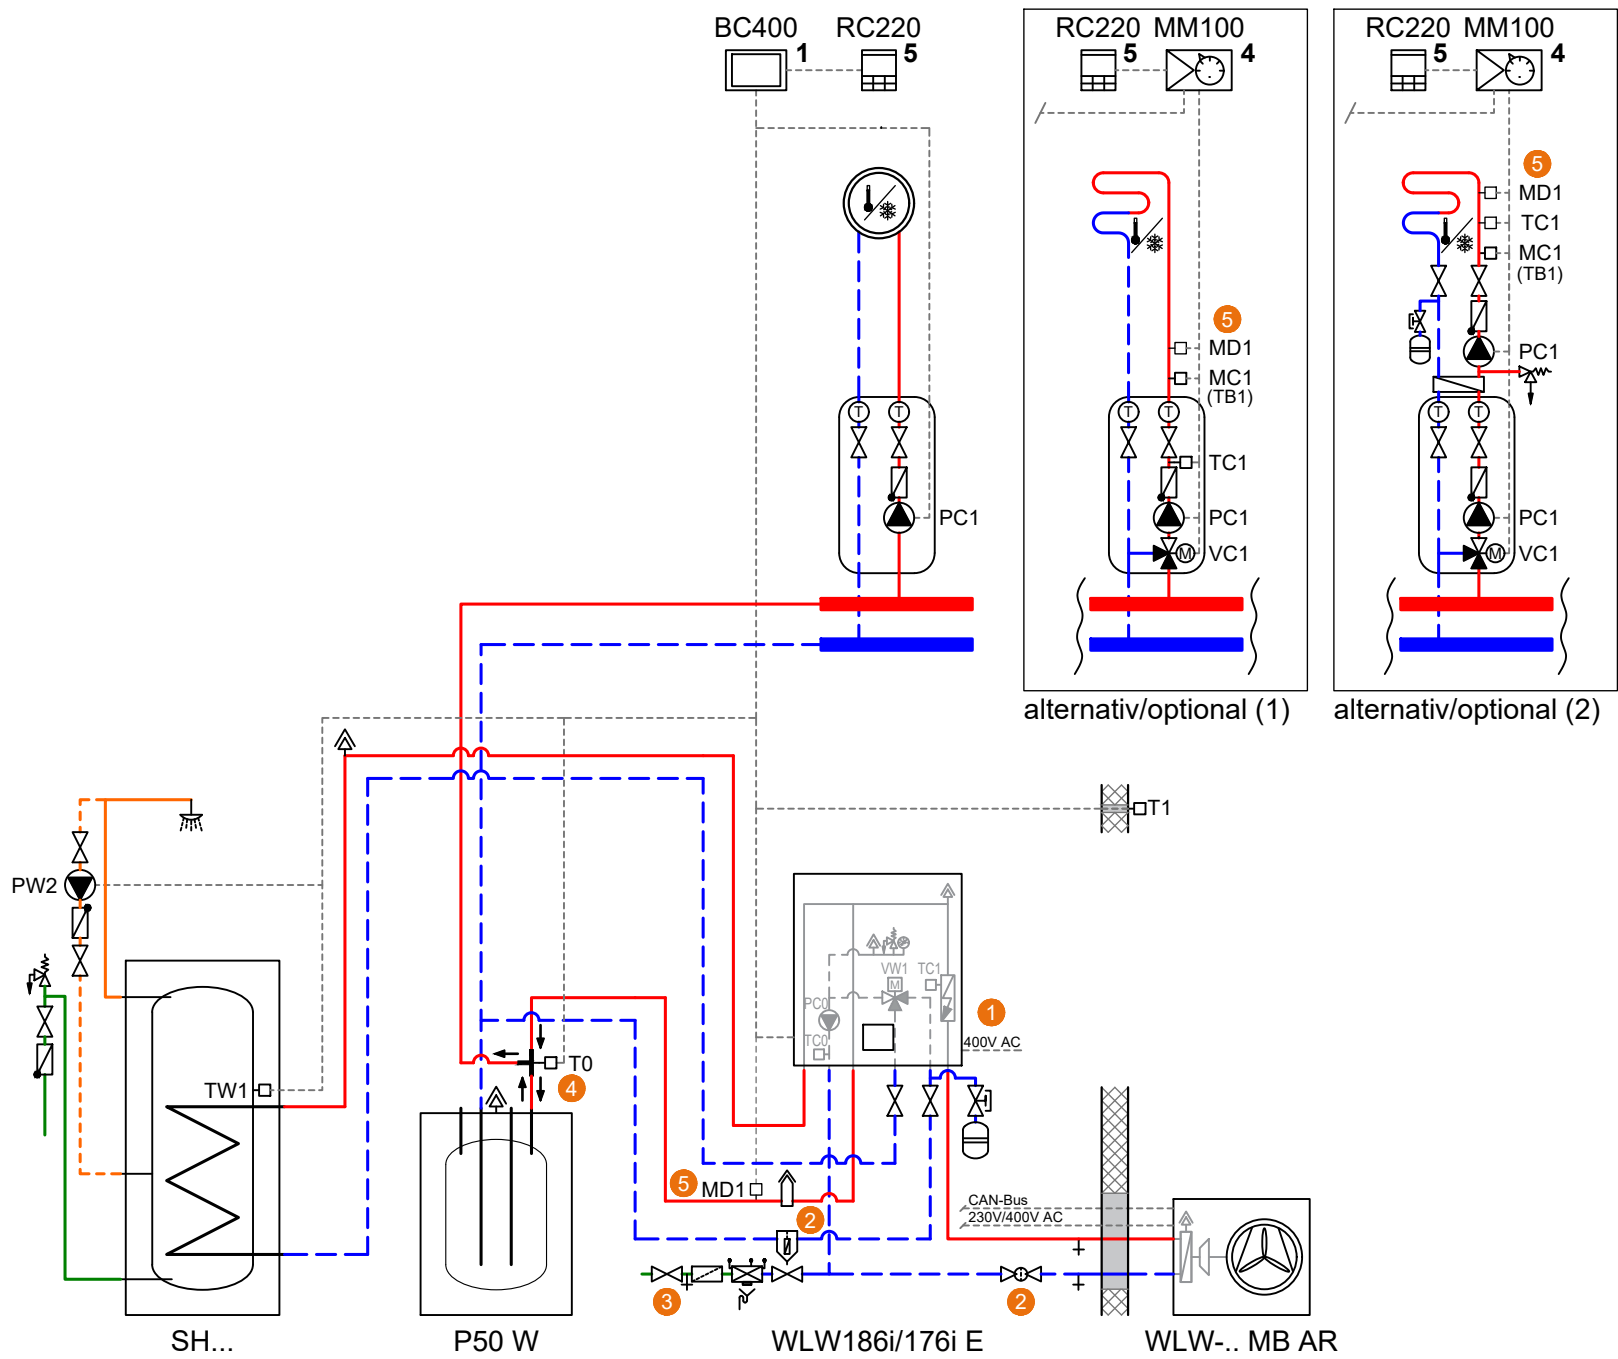 BC400 RC220
1 5
RC220 MM100
5 4
RC220 MM100
5 4
5
MD1
TC1
MC1
(TB1)
5
MD1
MC1
(TB1)
PC1
T T
T T
T T
TC1
PC1
PC1
PC1
M VC1
M VC1
alternativ/optional (1)
alternativ/optional (2)
T1
PW2
VW1 TC1
M
PC0
TC0
1
400V AC
T0
4
TW1
5 MD1
2
CAN-Bus
230V/400V AC
3
2
SH...
P50 W
WLW186i/176i E
WLW-.. MB AR